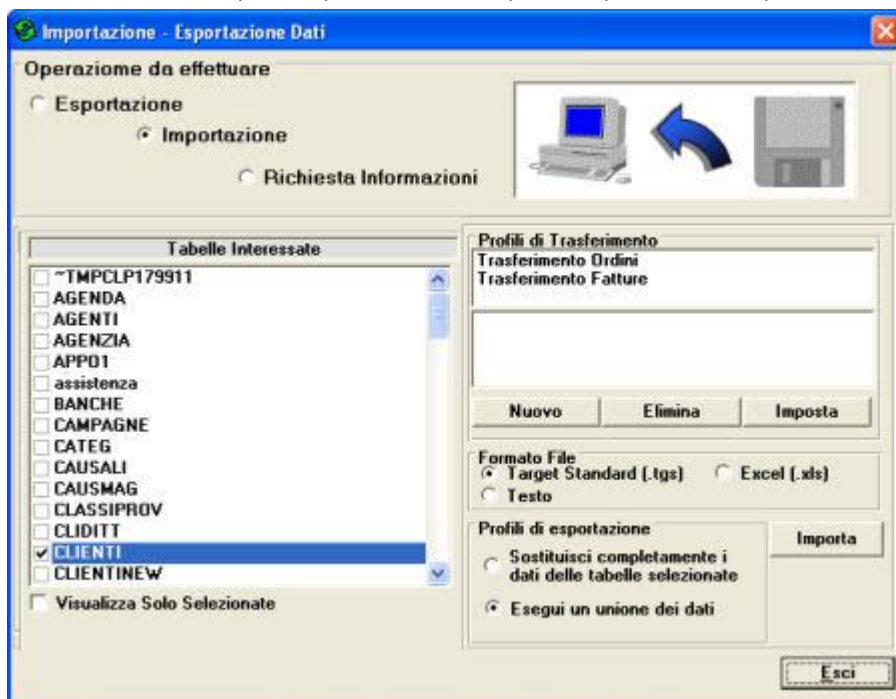 Importazione - Esportazione Dati
Operaziome da effettuare
Esportazione
Importazione
Richiesta Informazioni
Tabelle Interessate
~TMPCLP179911
AGENDA
AGENTI
AGENZIA
APPO1
assistenza
BANCHE
CAMPAGNE
CATEG
CAUSALI
CAUSMAG
CLASSIPROV
CLIDITT
CLIENTI
CLIENTINEW
Visualizza Solo Selezionate
Profili di Trasferimento
Trasferimento Ordini
Trasferimento Fatture
Nuovo Elimina Imposta
Formato File
Target Standard (.tgs) Excel (.xls)
Testo
Profili di esportazione
Sostituisci completamente i
dati delle tabelle selezionate
Esegui un unione dei dati
Importa
Esci